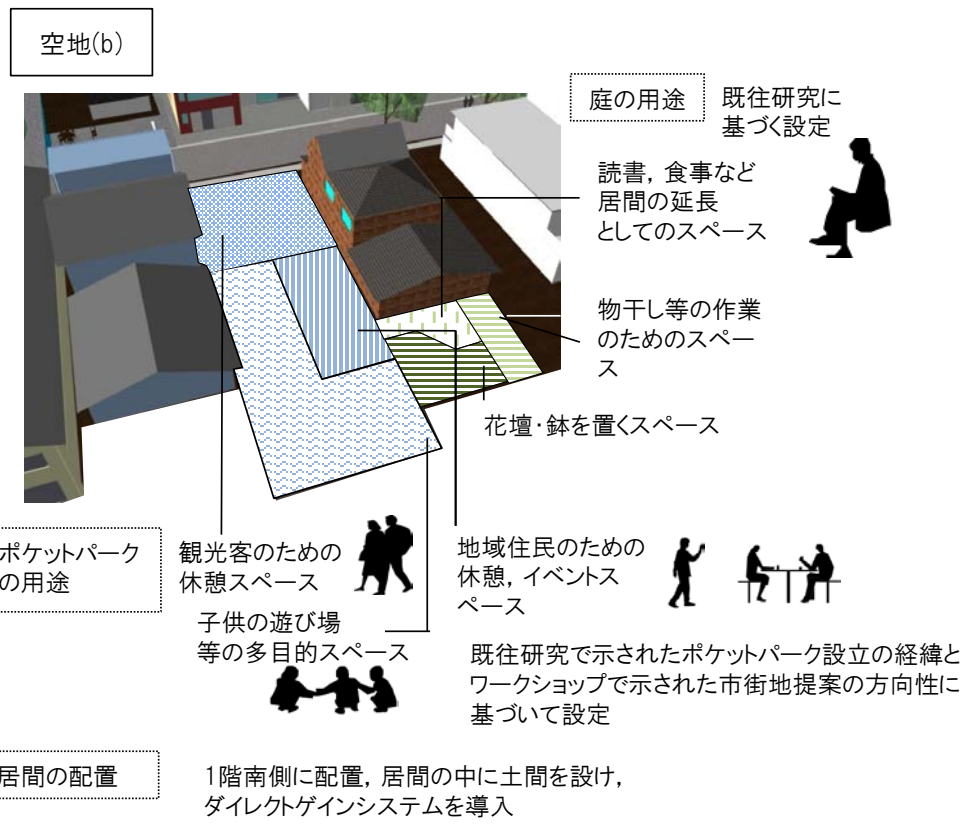 空地(b)
庭の用途
既往研究に
基づく設定
読書，食事など
居間の延長
としてのスペース
物干し等の作業
のためのスペー
ス
花壇・鉢を置くスペース
ポケットパーク
の用途
観光客のための
休憩スペース
地域住民のための
休憩，イベントス
ペース
子供の遊び場
等の多目的スペース
既往研究で示されたポケットパーク設立の経緯と
ワークショップで示された市街地提案の方向性に
基づいて設定
居間の配置
1階南側に配置，居間の中に土間を設け，
ダイレクトゲインシステムを導入